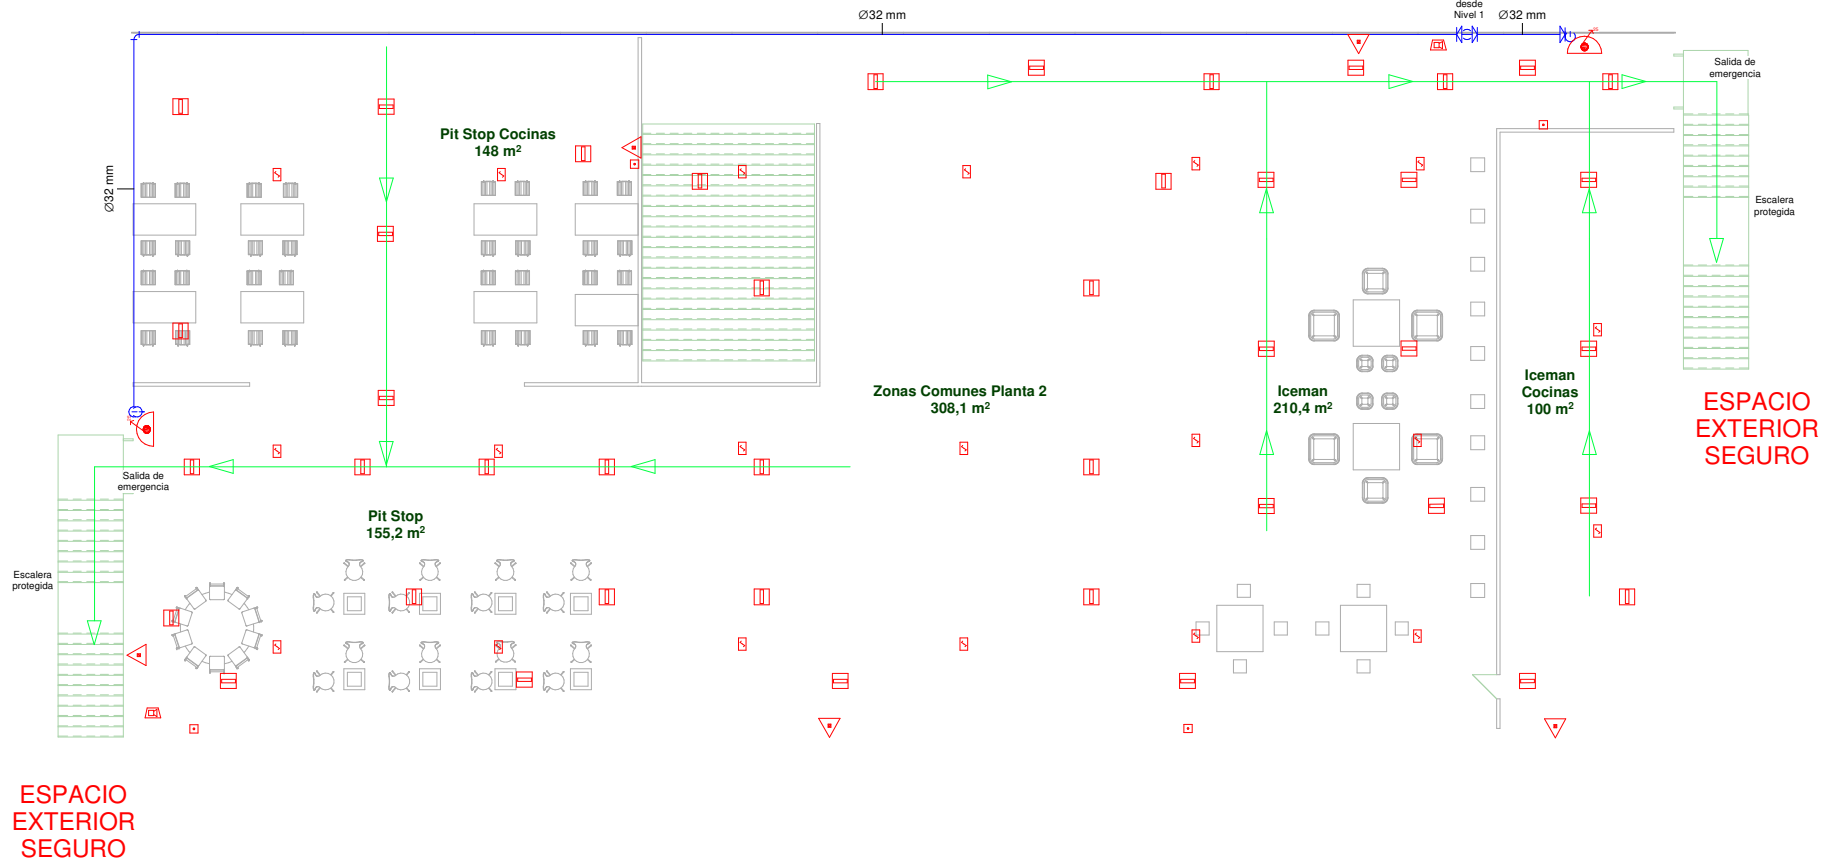 desde
Nivel 1
Ø32 mm
Ø32 mm
Salida de
emergencia
Pit Stop Cocinas
148 m²
Ø32 mm
Escalera
protegida
Zonas Comunes Planta 2
308,1 m²
Iceman
210,4 m²
Iceman
Cocinas
100 m²
ESPACIO
EXTERIOR
SEGURO
Salida de
emergencia
Pit Stop
155,2 m²
Escalera
protegida
ESPACIO
EXTERIOR
SEGURO